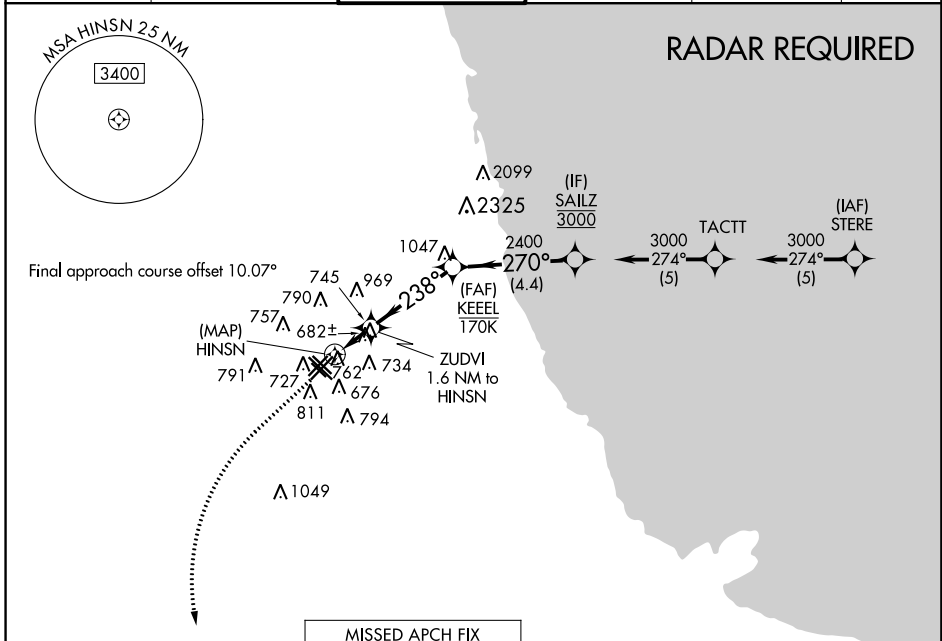 MSA HINSN 25 NM
3400
RADAR REQUIRED
2099
2325
(IF)
SAILZ
3000
TACTT
(IAF)
STERE
1047
2400
270°
(4.4)
3000
274°
(5)
3000
274°
(5)
Final approach course offset 10.07°
745
969
238°
(FAF)
KEEEL
170K
790
757
682±
(MAP)
HINSN
ZUDVI
1.6 NM to
HINSN
791
727
762
734
676
811
794
1049
MISSED APCH FIX